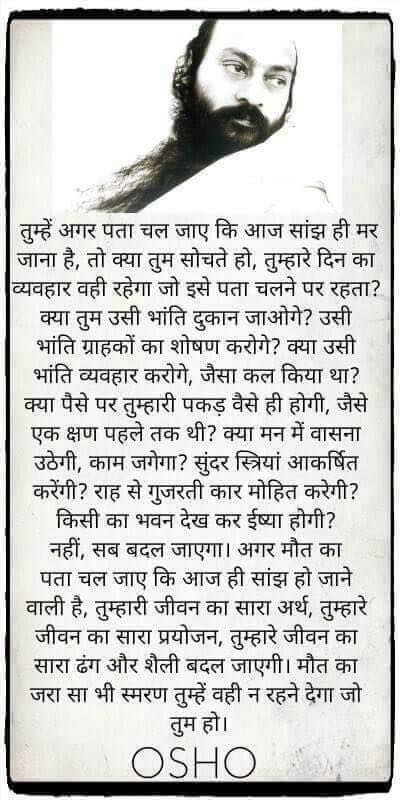 तुम्हें अगर पता चल जाए कि आज सांझ ही मर
जाना है, तो क्या तुम सोचते हो, तुम्हारे दिन का
व्यवहार वही रहेगा जो इसे पता चलने पर रहता?
क्या तुम उसी भांति दुकान जाओगे? उसी
भांति ग्राहकों का शोषण करोगे? क्या उसी
भांति व्यवहार करोगे, जैसा कल किया था?
क्या पैसे पर तुम्हारी पकड़ वैसे ही होगी, जैसे
एक क्षण पहले तक थी? क्या मन में वासना
उठेगी, काम जगेगा? सुंदर स्त्रियां आकर्षित
करेंगी? राह से गुजरती कार मोहित करेगी?
किसी का भवन देख कर ईष्या होगी?
नहीं, सब बदल जाएगा। अगर मौत का
पता चल जाए कि आज ही सांझ हो जाने
वाली है, तुम्हारी जीवन का सारा अर्थ, तुम्हारे
जीवन का सारा प्रयोजन, तुम्हारे जीवन का
सारा ढंग और शैली बदल जाएगी। मौत का
जरा सा भी स्मरण तुम्हें वही न रहने देगा जो
तुम हो।
OSHO